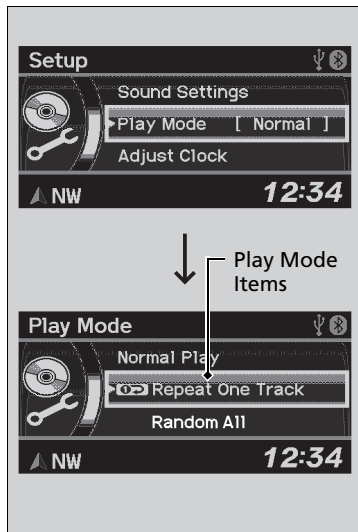 Setup
Sound Settings
Play Mode [ Normal ]
Adjust Clock
NW
12:34
Play Mode
Items
Play Mode
Normal Play
Repeat One Track
Random All
NW
12:34